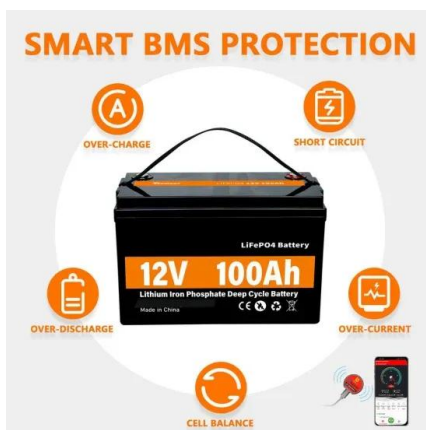 SMART BMS PROTECTION
OVER-CHARGE
SHORT CIRCUIT
LiFePO4 Battery
12V 100Ah
Lithium Iron Phosphate Deep Cycle Battery
Made in China
OVER-DISCHARGE
OVER-CURRENT
CELL BALANCE